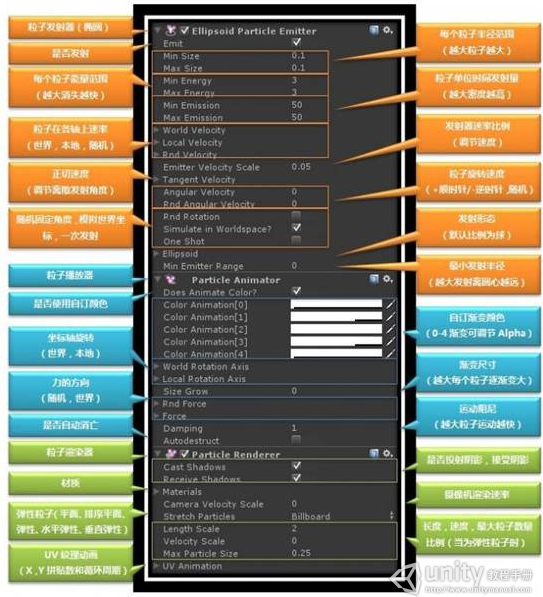 粒子发射器（椭圆）
是否发射
每个粒子能量范围
（越大消失越快）
粒子在各轴上速率
（世界，本地，随机）
正切速度
（调节离散发射角度）
随机固定角度，模拟世界坐
标，一次发射
粒子播放器
是否使用自订颜色
坐标轴旋转
（世界，本地）
力的方向
（随机，世界）
是否自动消亡
粒子渲染器
材质
弹性粒子(平面、排序平面、
弹性、水平弹性、垂直弹性)
UV 纹理动画
（X ,Y 拼贴数和循环周期）
Ellipsoid Particle Emitter
Emit
Min Size 0.1
Max Size 0.1
Min Energy 3
Max Energy 3
Min Emission 50
Max Emission 50
World Velocity
Local Velocity
Rnd Velocity
Emitter Velocity Scale 0.05
Tangent Velocity
Angular Velocity 0
Rnd Angular Velocity 0
Rnd Rotation
Simulate in Worldspace?
One Shot
Ellipsoid
Min Emitter Range 0
Particle Animator
Does Animate Color?
Color Animation[0]
Color Animation[1]
Color Animation[2]
Color Animation[3]
Color Animation[4]
World Rotation Axis
Local Rotation Axis
Size Grow 0
Rnd Force
Force
Damping 1
Autodestruct
Particle Renderer
Cast Shadows
Receive Shadows
Materials
Camera Velocity Scale 0
Stretch Particles Billboard
Length Scale 2
Velocity Scale 0
Max Particle Size 0.25
UV Animation
每个粒子半径范围
（越大粒子越大）
粒子单位时间发射量
（越大密度越高）
发射器速率比例
（调节速度）
粒子旋转速度
（+顺时针/-逆时针 ,随机）
发射形态
（默认比例为球）
最小发射半径
（越大发射离圆心越远）
自订渐变颜色
（0-4 渐变可调节 Alpha）
渐变尺寸
（越大每个粒子逐渐变大）
运动阻尼
（越大粒子运动越快）
是否投射阴影，接受阴影
摄像机渲染速率
长度，速度，最大粒子数量
比例（当为弹性粒子时）
unity 教程手册
www.unitymanual.com